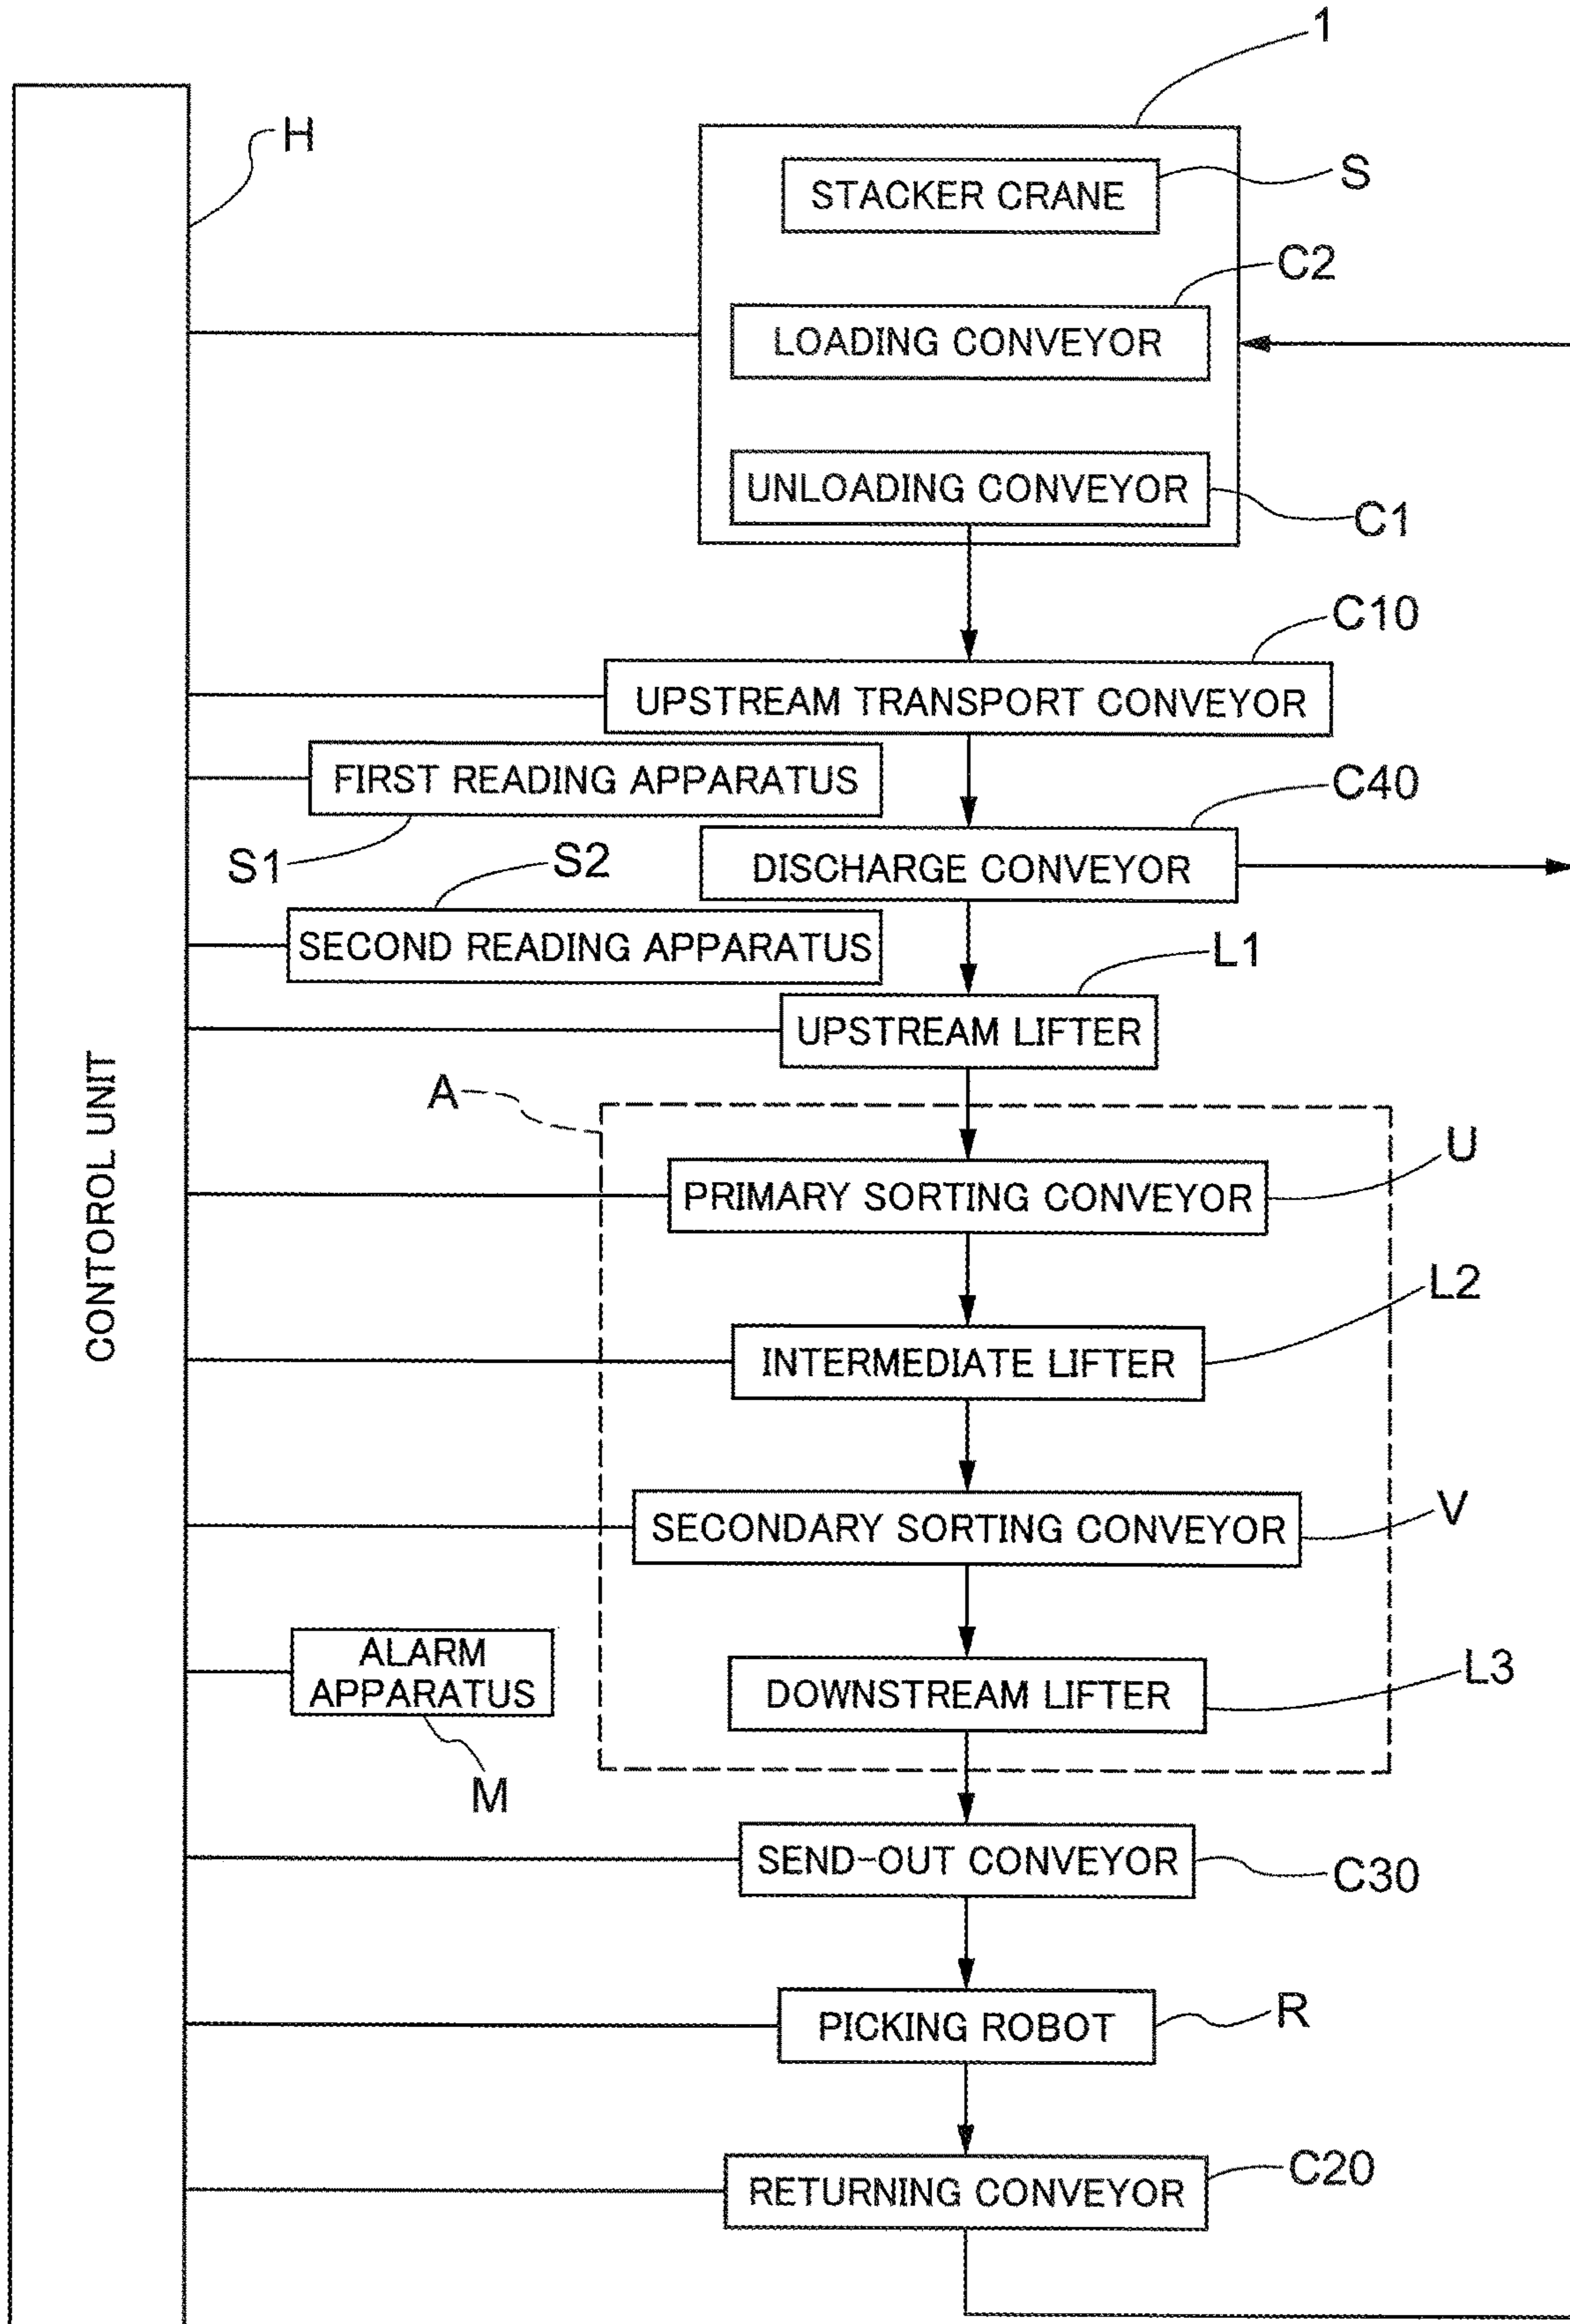 1
H
STACKER CRANE
S
C2
LOADING CONVEYOR
UNLOADING CONVEYOR
C1
C10
UPSTREAM TRANSPORT CONVEYOR
FIRST READING APPARATUS
C40
S1
S2
DISCHARGE CONVEYOR
SECOND READING APPARATUS
L1
UPSTREAM LIFTER
A
CONTOROL UNIT
U
PRIMARY SORTING CONVEYOR
L2
INTERMEDIATE LIFTER
V
SECONDARY SORTING CONVEYOR
ALARM
APPARATUS
L3
DOWNSTREAM LIFTER
M
SEND-OUT CONVEYOR
C30
PICKING ROBOT
R
C20
RETURNING CONVEYOR